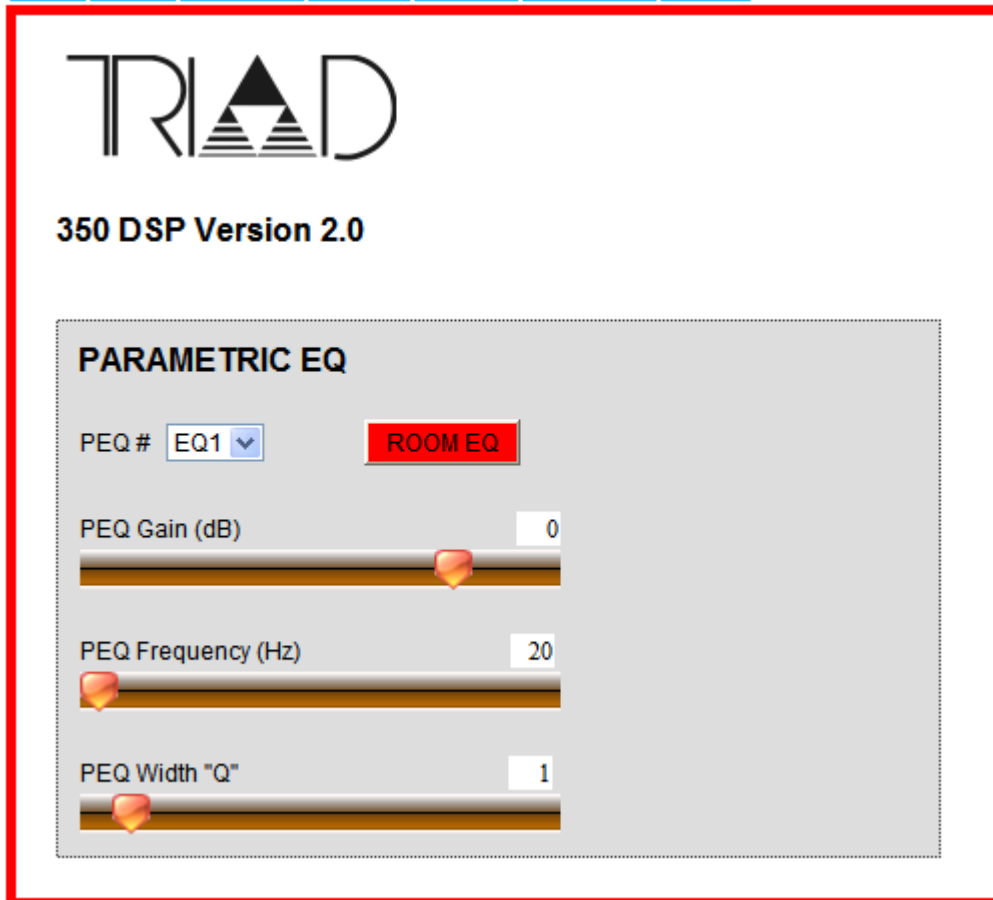 TRIAD
350 DSP Version 2.0
PARAMETRIC EQ
PEQ # EQ1 ROOM EQ
PEQ Gain (dB) 0
PEQ Frequency (Hz) 20
PEQ Width "Q" 1